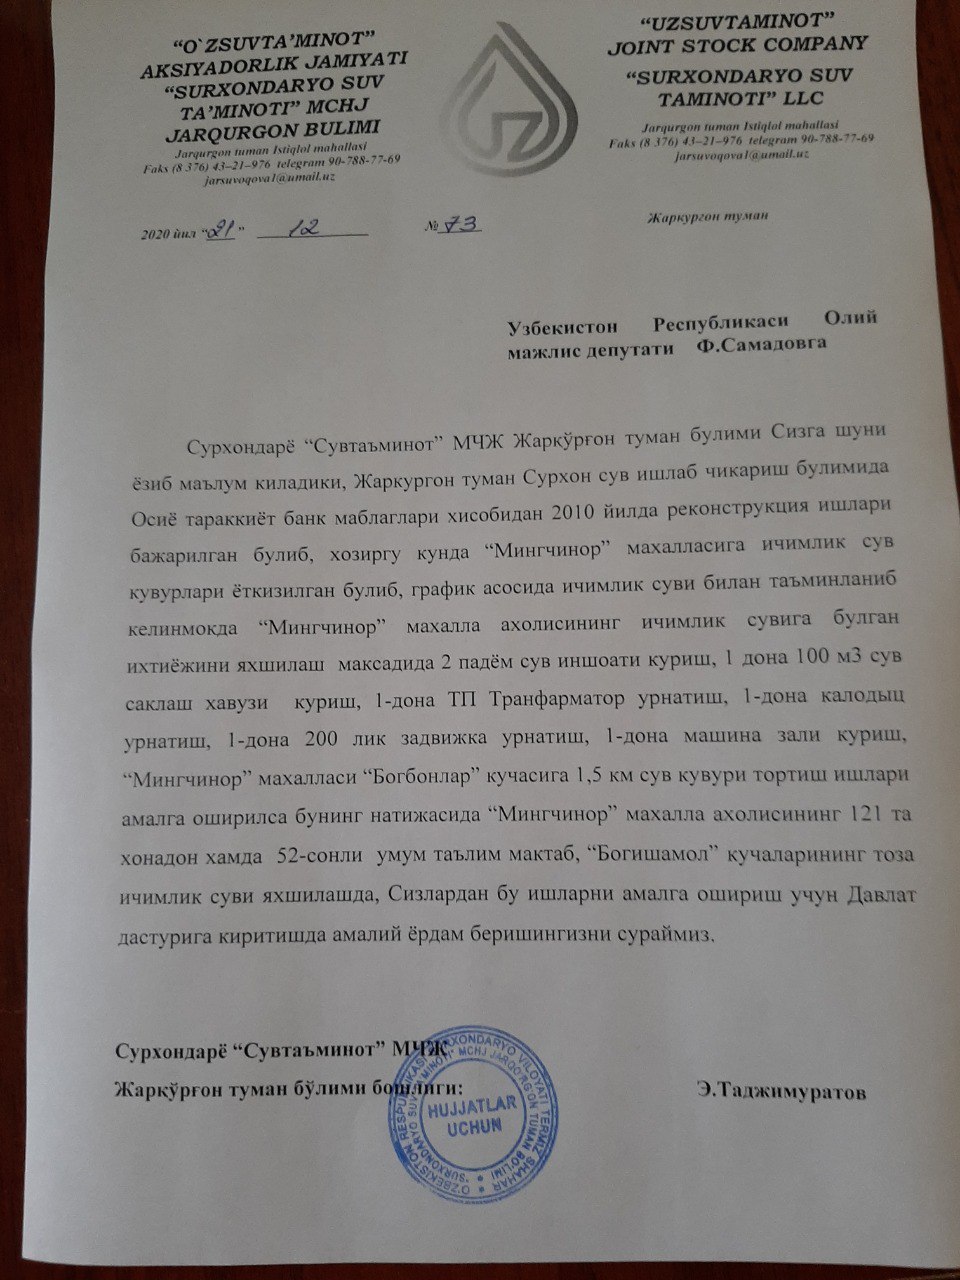 “O`ZSUVTA’MINOT”
AKSIYADORLIK JAMIYATI
“SURXONDARYO SUV
TA’MINOTI” MCHJ
JARQURGON BULIMI
Jarqurgon tuman Istiqlol mahallasi
Faks (8 376) 43–21–976 telegram 90-788-77-69
jarsuvoqova1@umail.uz
“UZSUVTAMINOT”
JOINT STOCK COMPANY
“SURXONDARYO SUV
TAMINOTI” LLC
Jarqurgon tuman Istiqlol mahallasi
Faks (8 376) 43–21–976 telegram 90-788-77-69
jarsuvoqova1@umail.uz
2020 йил “21” 12 № 73 Жаркургон туман
Узбекистон Республикаси Олий
мажлис депутати Ф.Самадовга
Сурхондарё “Сувтаъминот” МЧЖ Жарқўрғон туман булими Сизга шуни
ёзиб маълум киладики, Жаркургон туман Сурхон сув ишлаб чикариш булимида
Осиё тараккиёт банк маблаглари хисобидан 2010 йилда реконструкция ишлари
бажарилган булиб, хозиргу кунда “Мингчинор” махалласига ичимлик сув
кувурлари ёткизилган булиб, график асосида ичимлик суви билан таъминланиб
келинмокда “Мингчинор” махалла ахолисининг ичимлик сувига булган
ихтиёжини яхшилаш максадида 2 падём сув иншоати куриш, 1 дона 100 м3 сув
саклаш хавузи куриш, 1-дона ТП Транфарматор урнатиш, 1-дона калодыц
урнатиш, 1-дона 200 лик задвижка урнатиш, 1-дона машина зали куриш,
“Мингчинор” махалласи “Богбонлар” кучасига 1,5 км сув кувури тортиш ишлари
амалга оширилса бунинг натижасида “Мингчинор” махалла ахолисининг 121 та
хонадон хамда 52-сонли умум таълим мактаб, “Богишамол” кучаларининг тоза
ичимлик суви яхшилашда, Сизлардан бу ишларни амалга ошириш учун Давлат
дастурига киритишда амалий ёрдам беришингизни сураймиз.
Сурхондарё “Сувтаъминот” МЧЖ
Жарқўрғон туман бўлими бошлиги: Э.Таджимуратов
O'ZBEKISTON RESPUBLIKASI SURXONDARYO VILOYATI TERMIZ SHAHAR
"SURXONDARYO SUV TA'MINOTI" MCHJ JARQO'RG'ON TUMAN BO'LIMI
HUJJATLAR
UCHUN